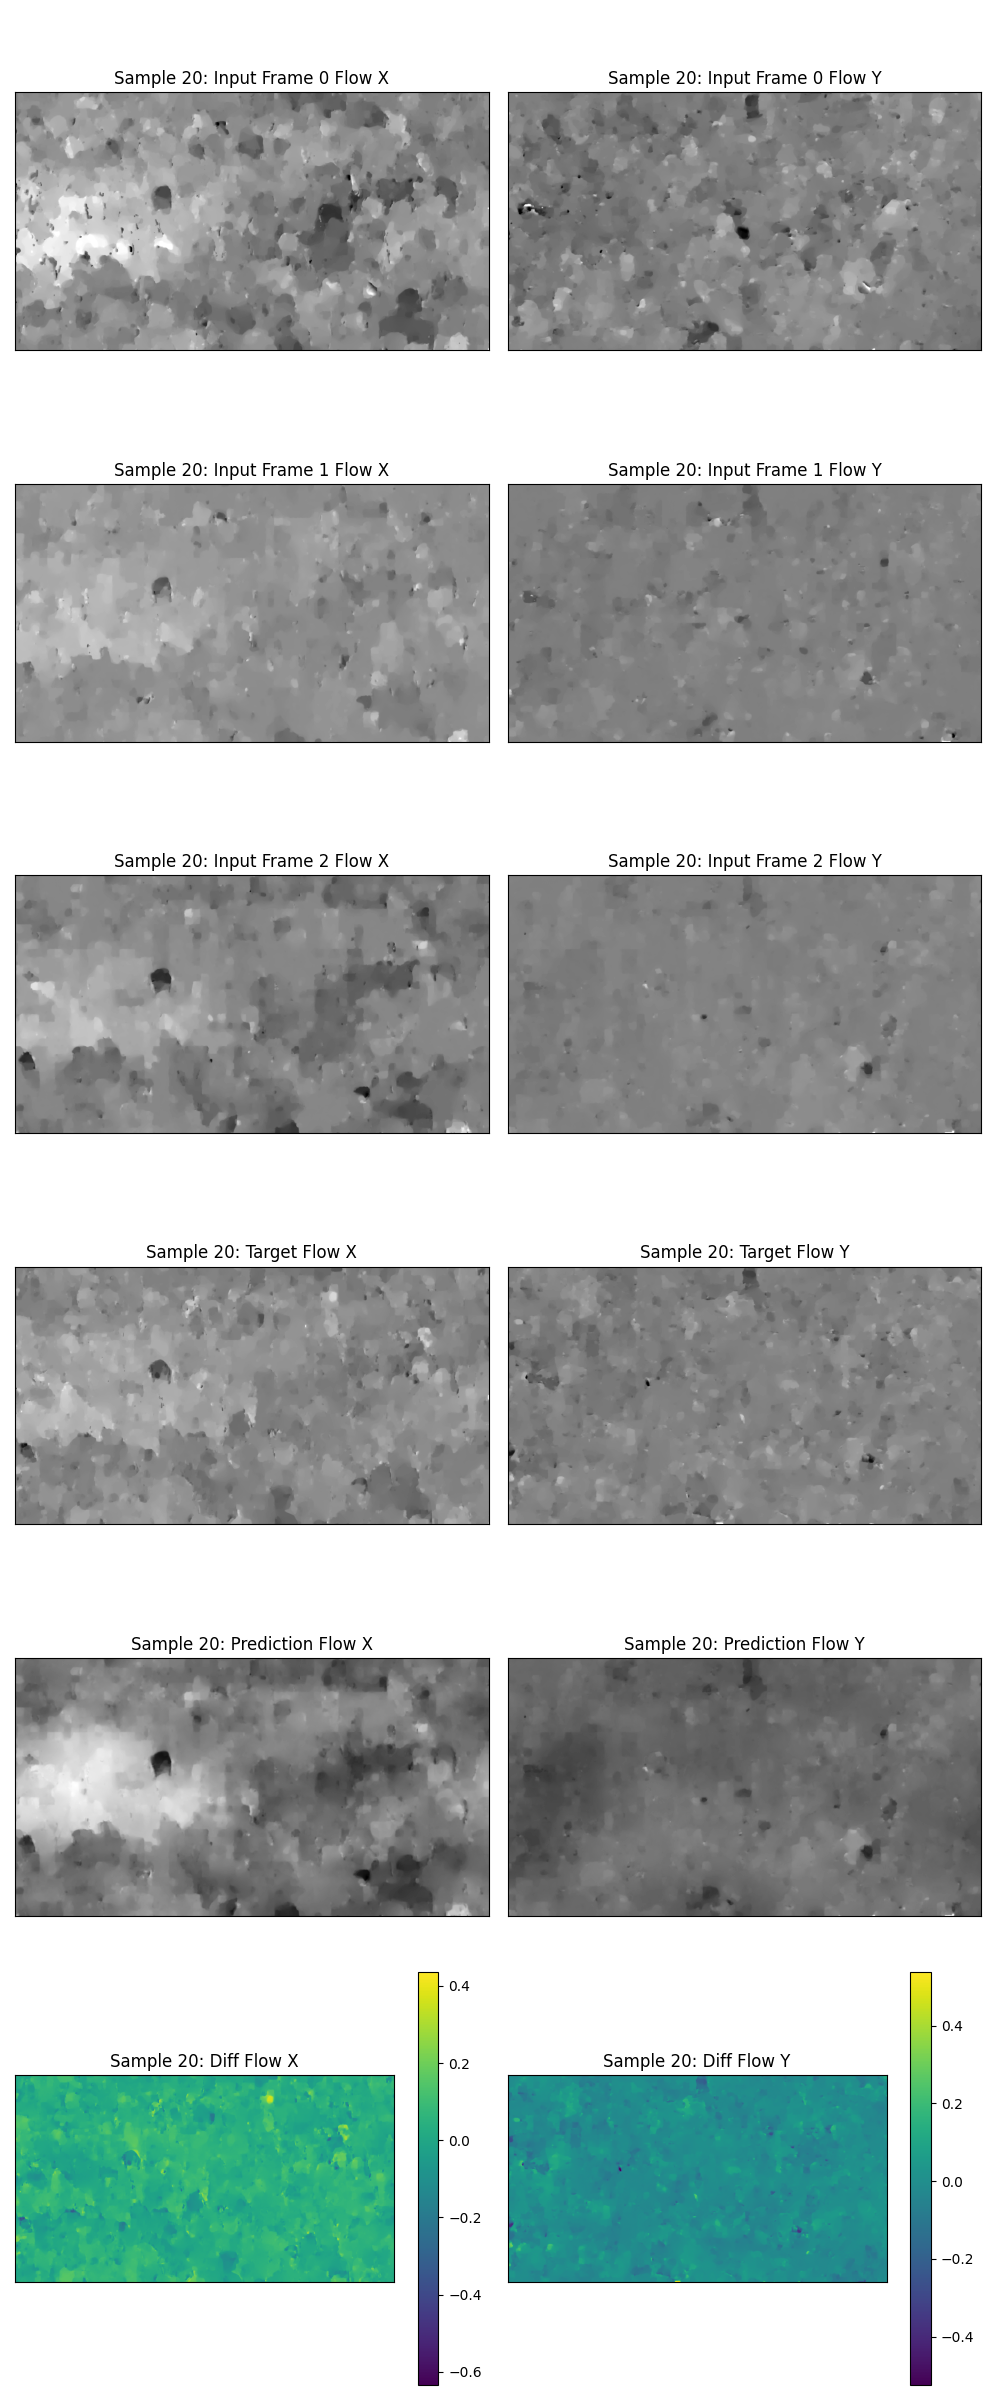 Sample 20: Input Frame 0 Flow X
Sample 20: Input Frame 0 Flow Y
Sample 20: Input Frame 1 Flow X
Sample 20: Input Frame 1 Flow Y
Sample 20: Input Frame 2 Flow X
Sample 20: Input Frame 2 Flow Y
Sample 20: Target Flow X
Sample 20: Target Flow Y
Sample 20: Prediction Flow X
Sample 20: Prediction Flow Y
Sample 20: Diff Flow X
0.4
0.2
0.0
−0.2
−0.4
−0.6
Sample 20: Diff Flow Y
0.4
0.2
0.0
−0.2
−0.4